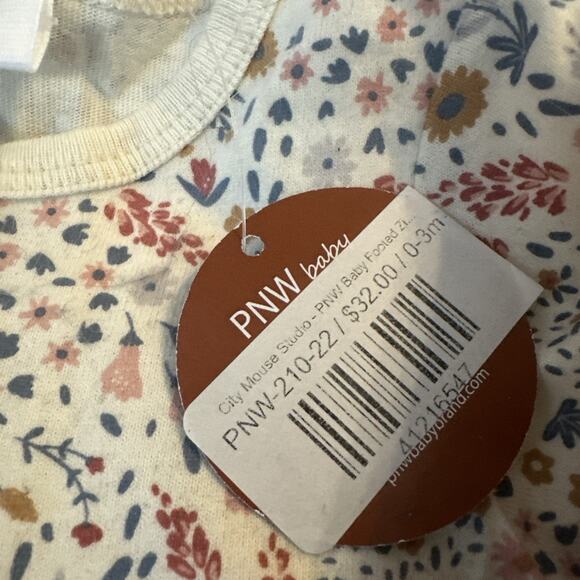 PNW baby
City Mouse Studio - PNW Baby Footed Zi...
PNW-210-22 / $32.00 / 0-3m
41216547
pnwbabybrand.com